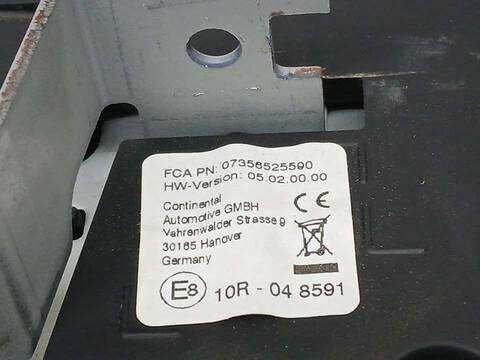 FCA PN: 07356525590
HW-Version: 05.02.00.00
Continental
Automotive GMBH
Vahrenwalder Strasse 9
30165 Hanover
Germany
CE
E8 10R - 04 8591